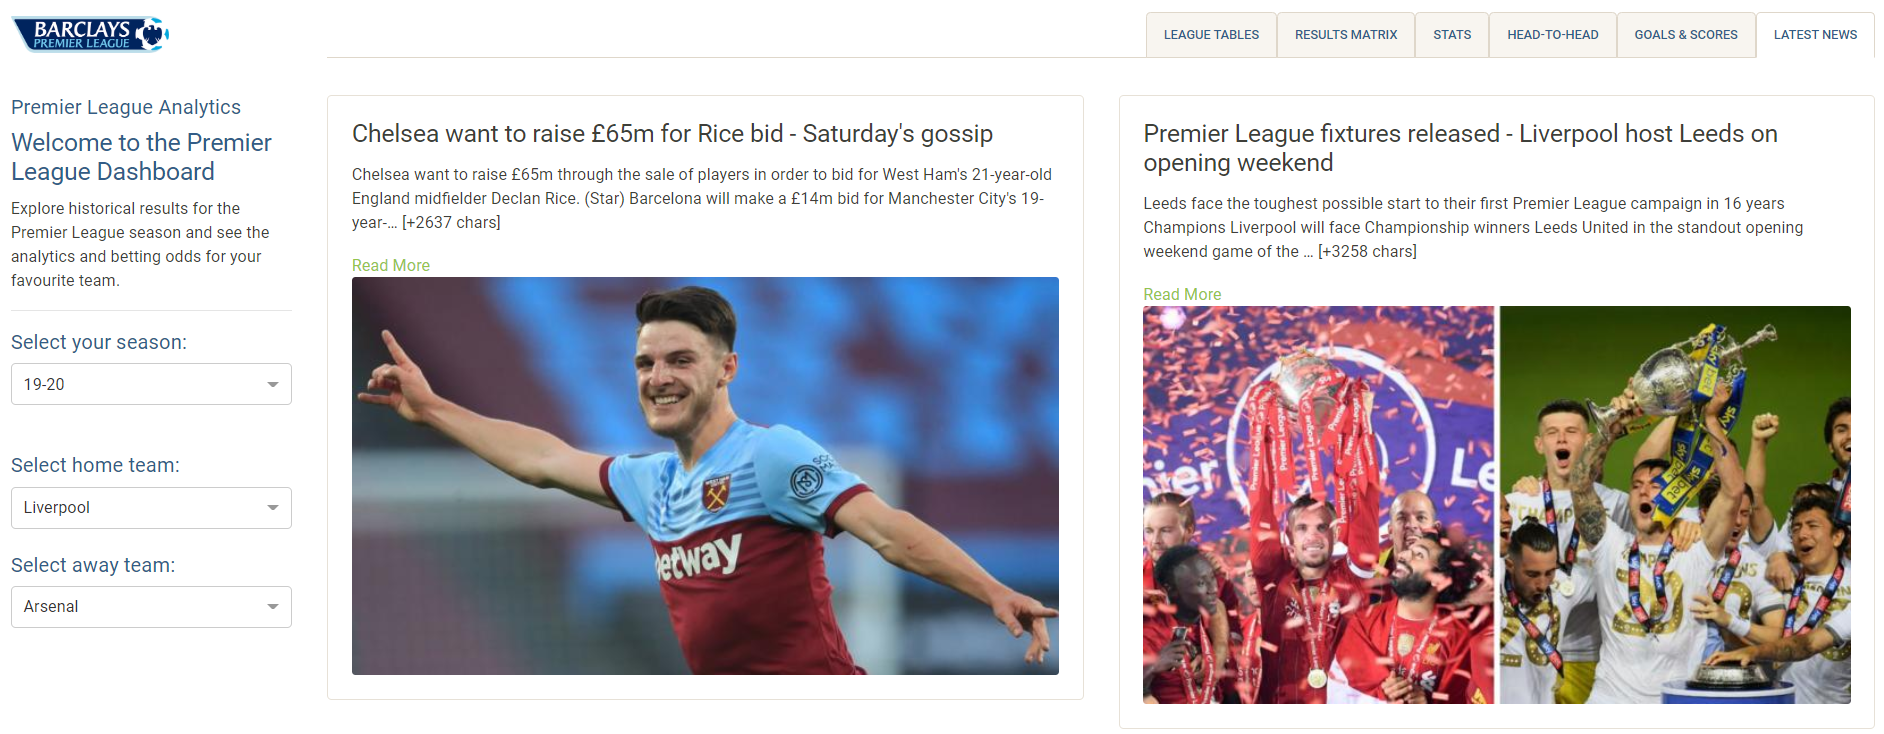 BARCLAYS
PREMIER LEAGUE
LEAGUE TABLES
RESULTS MATRIX
STATS
HEAD-TO-HEAD
GOALS & SCORES
LATEST NEWS
Premier League Analytics
Welcome to the Premier
League Dashboard
Explore historical results for the
Premier League season and see the
analytics and betting odds for your
favourite team.
Select your season:
19-20
Select home team:
Liverpool
Select away team:
Arsenal
Chelsea want to raise £65m for Rice bid - Saturday's gossip
Chelsea want to raise £65m through the sale of players in order to bid for West Ham's 21-year-old
England midfielder Declan Rice. (Star) Barcelona will make a £14m bid for Manchester City's 19-
year-… [+2637 chars]
Read More
betway
Premier League fixtures released - Liverpool host Leeds on
opening weekend
Leeds face the toughest possible start to their first Premier League campaign in 16 years
Champions Liverpool will face Championship winners Leeds United in the standout opening
weekend game of the … [+3258 chars]
Read More
Premier League
Premier League
sky bet